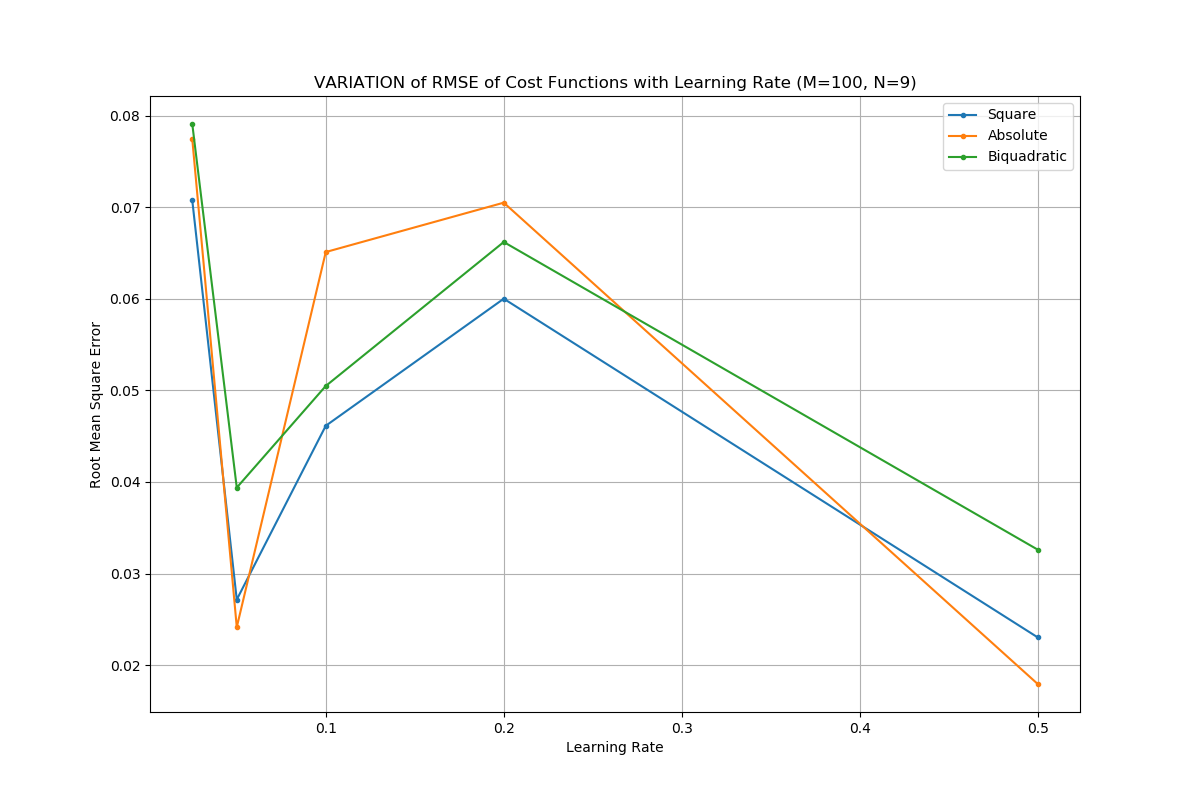 VARIATION of RMSE of Cost Functions with Learning Rate (M=100, N=9)
Square
Absolute
Biquadratic
Root Mean Square Error
0.08
0.07
0.06
0.05
0.04
0.03
0.02
0.1
0.2
0.3
0.4
0.5
Learning Rate